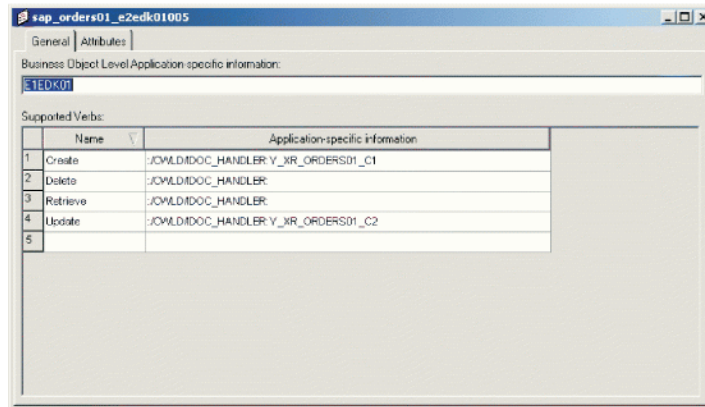 sap_orders01_e2edk01005
General Attributes
Business Object Level Application-specific information:
E1EDK01
Supported Verbs:
Name Application-specific information
1 Create :/CWLD/IDOC_HANDLER:Y_XR_ORDERS01_C1
2 Delete :/CWLD/IDOC_HANDLER:
3 Retrieve :/CWLD/IDOC_HANDLER:
4 Update :/CWLD/IDOC_HANDLER:Y_XR_ORDERS01_C2
5